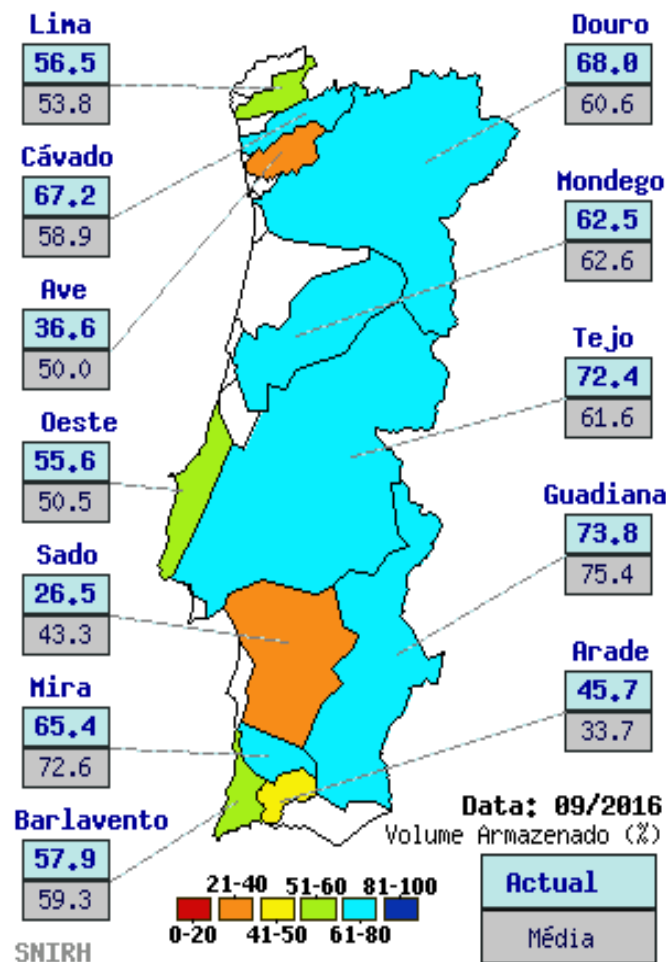 Lima
56.5
53.8
Douro
68.0
60.6
Cávado
67.2
58.9
Mondego
62.5
62.6
Ave
36.6
50.0
Tejo
72.4
61.6
Oeste
55.6
50.5
Guadiana
73.8
75.4
Sado
26.5
43.3
Arade
45.7
33.7
Mira
65.4
72.6
Barlavento
57.9
59.3
Data: 09/2016
Volume Armazenado (%)
Actual
Média
21-40 51-60 81-100
0-20 41-50 61-80
SNIRH